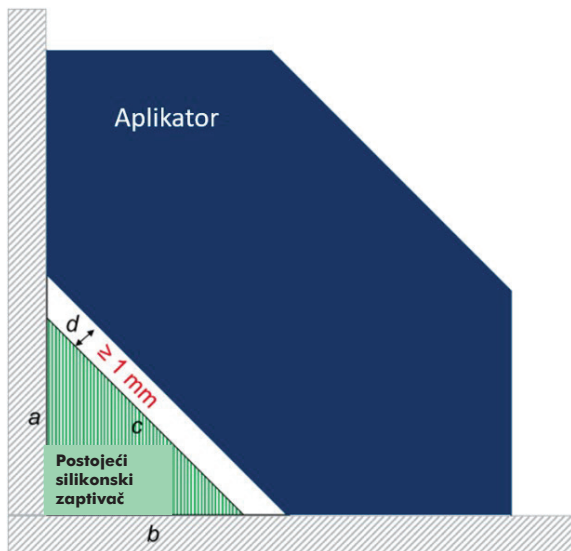 Aplikator
d
≥ 1 mm
c
a
Postojeći
silikonski
zaptivač
b